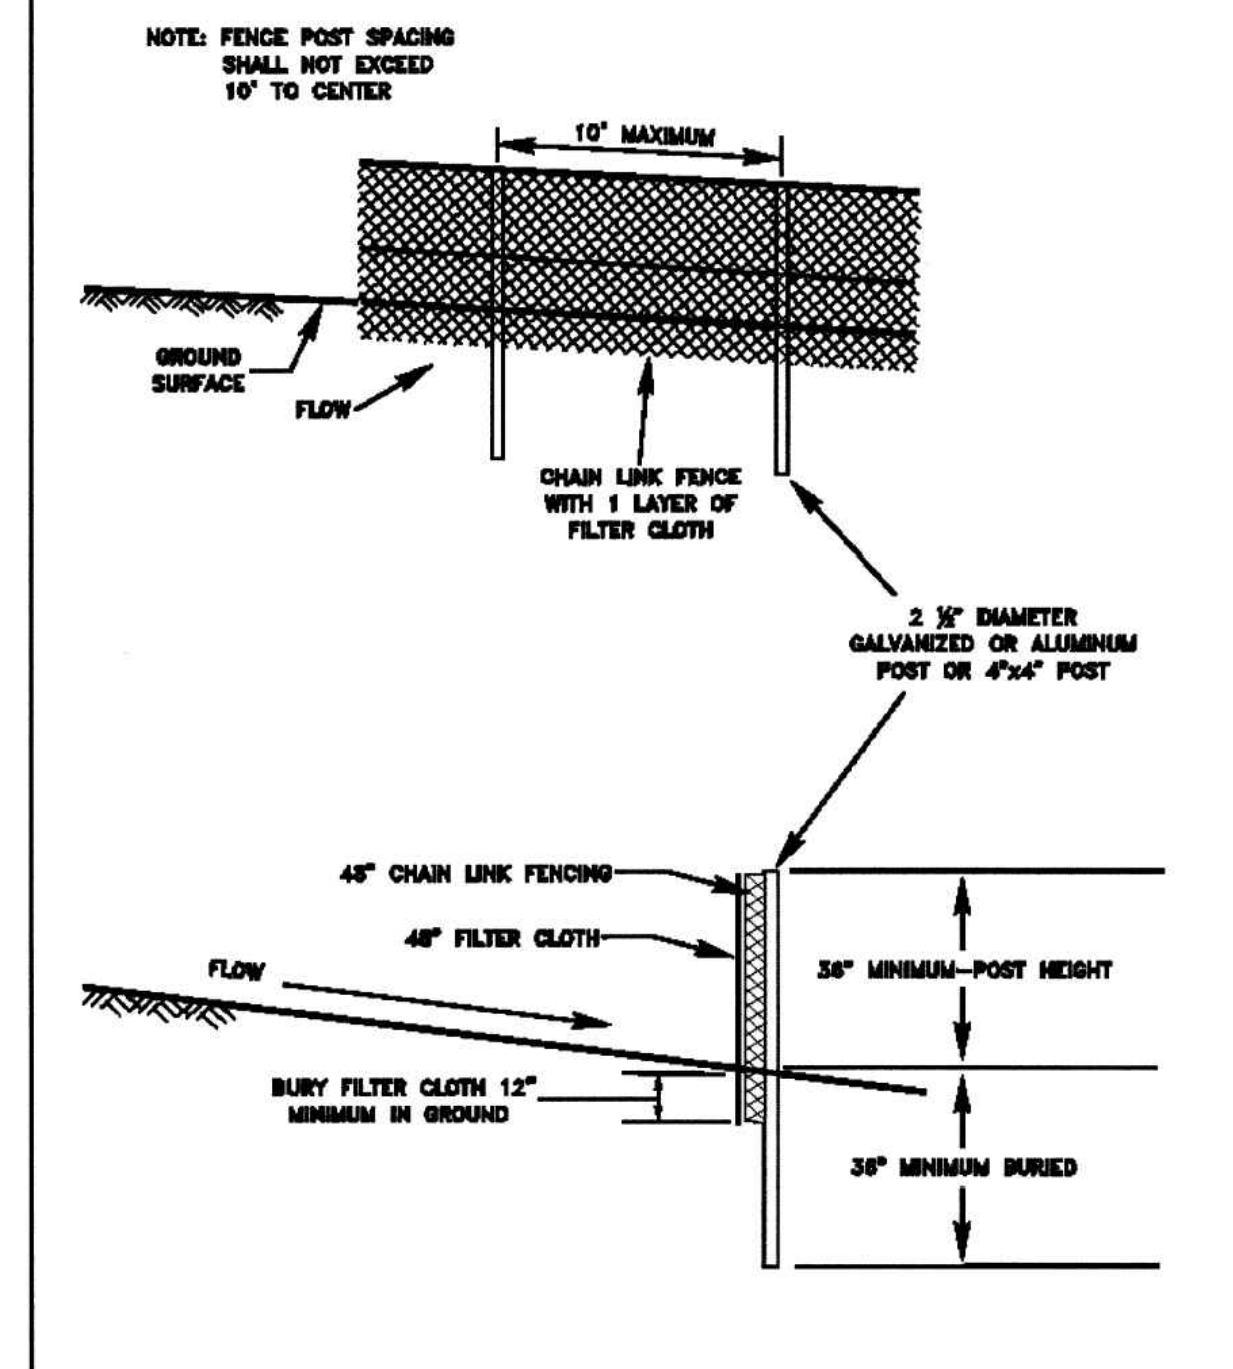 NOTE: FENCE POST SPACING
SHALL NOT EXCEED
10' TO CENTER
10' MAXIMUM
GROUND
SURFACE
FLOW
CHAIN LINK FENCE
WITH 1 LAYER OF
FILTER CLOTH
2 ½" DIAMETER
GALVANIZED OR ALUMINUM
POST OR 4"x4" POST
48" CHAIN LINK FENCING
48" FILTER CLOTH
FLOW
36" MINIMUM-POST HEIGHT
BURY FILTER CLOTH 12"
MINIMUM IN GROUND
36" MINIMUM BURIED